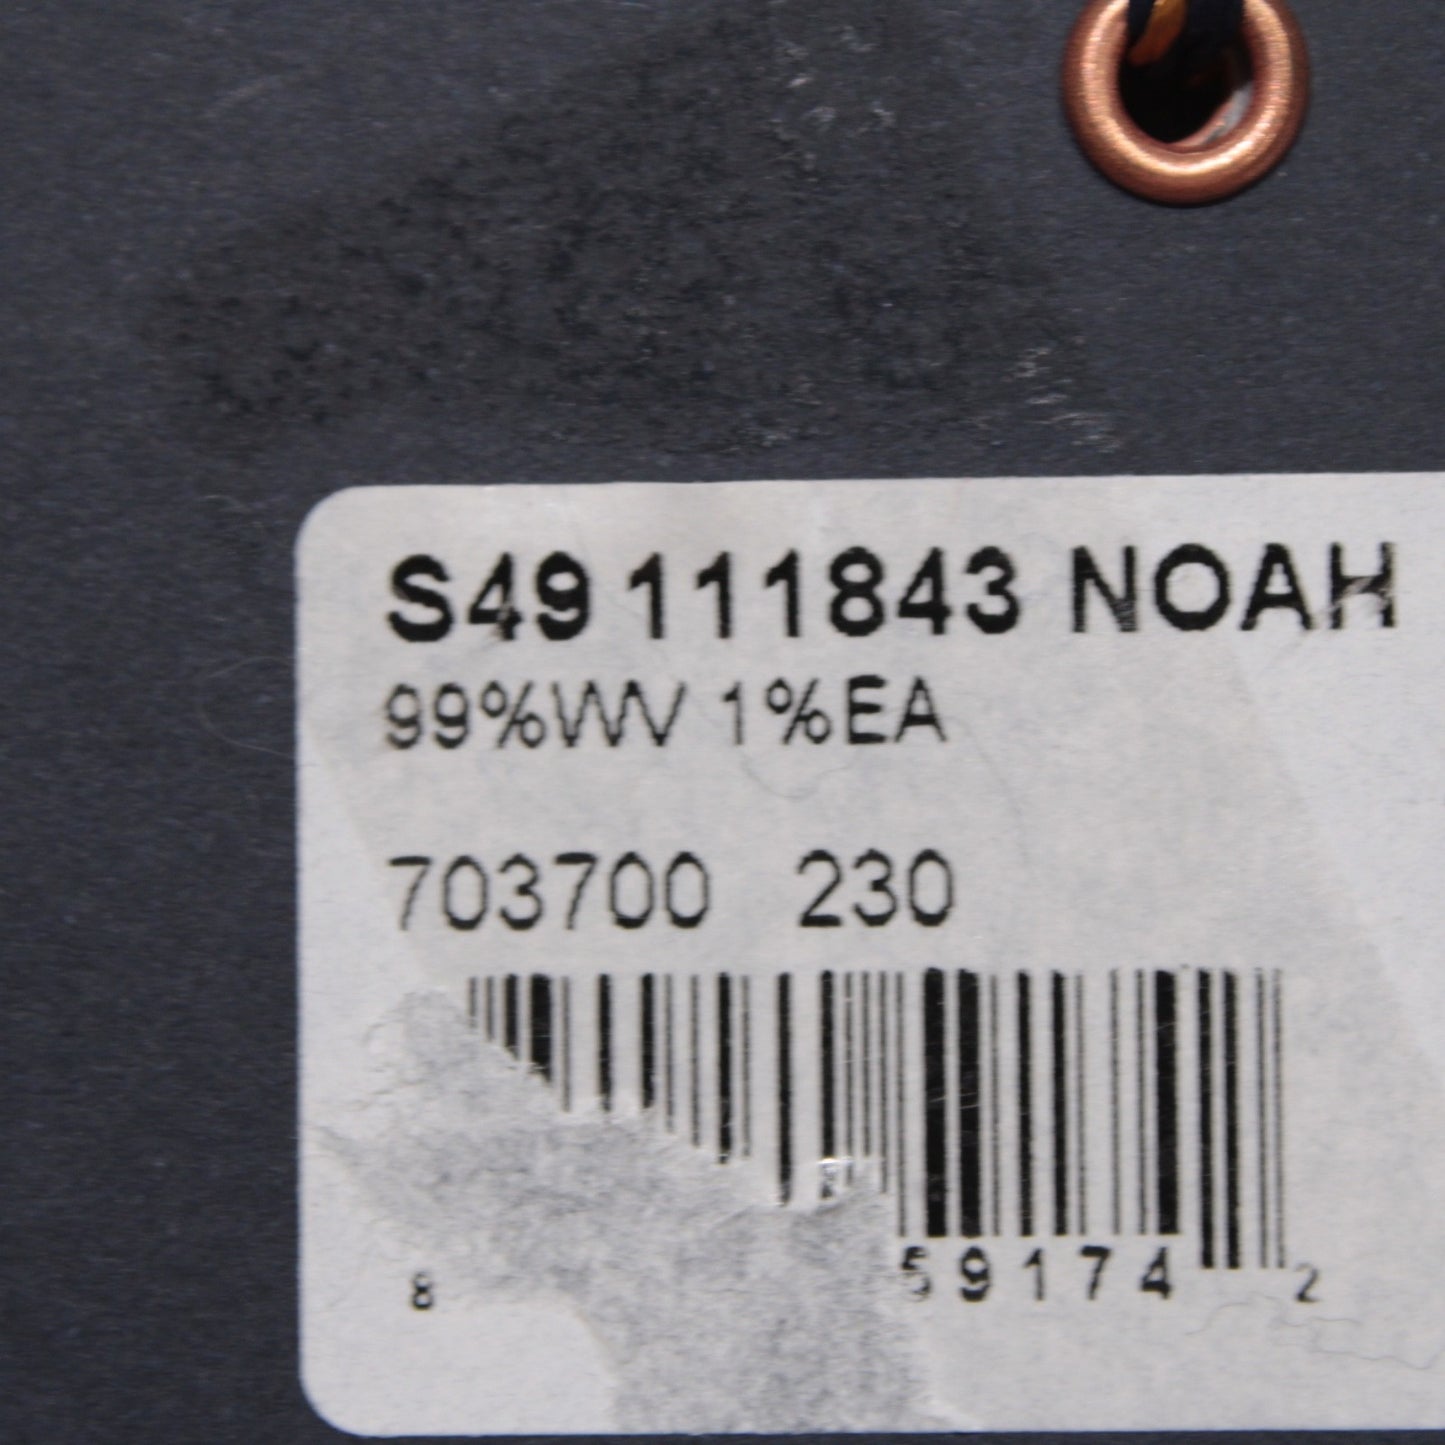 S49 111843 NOAH
99%WV 1%EA
703700 230
8 59174 2